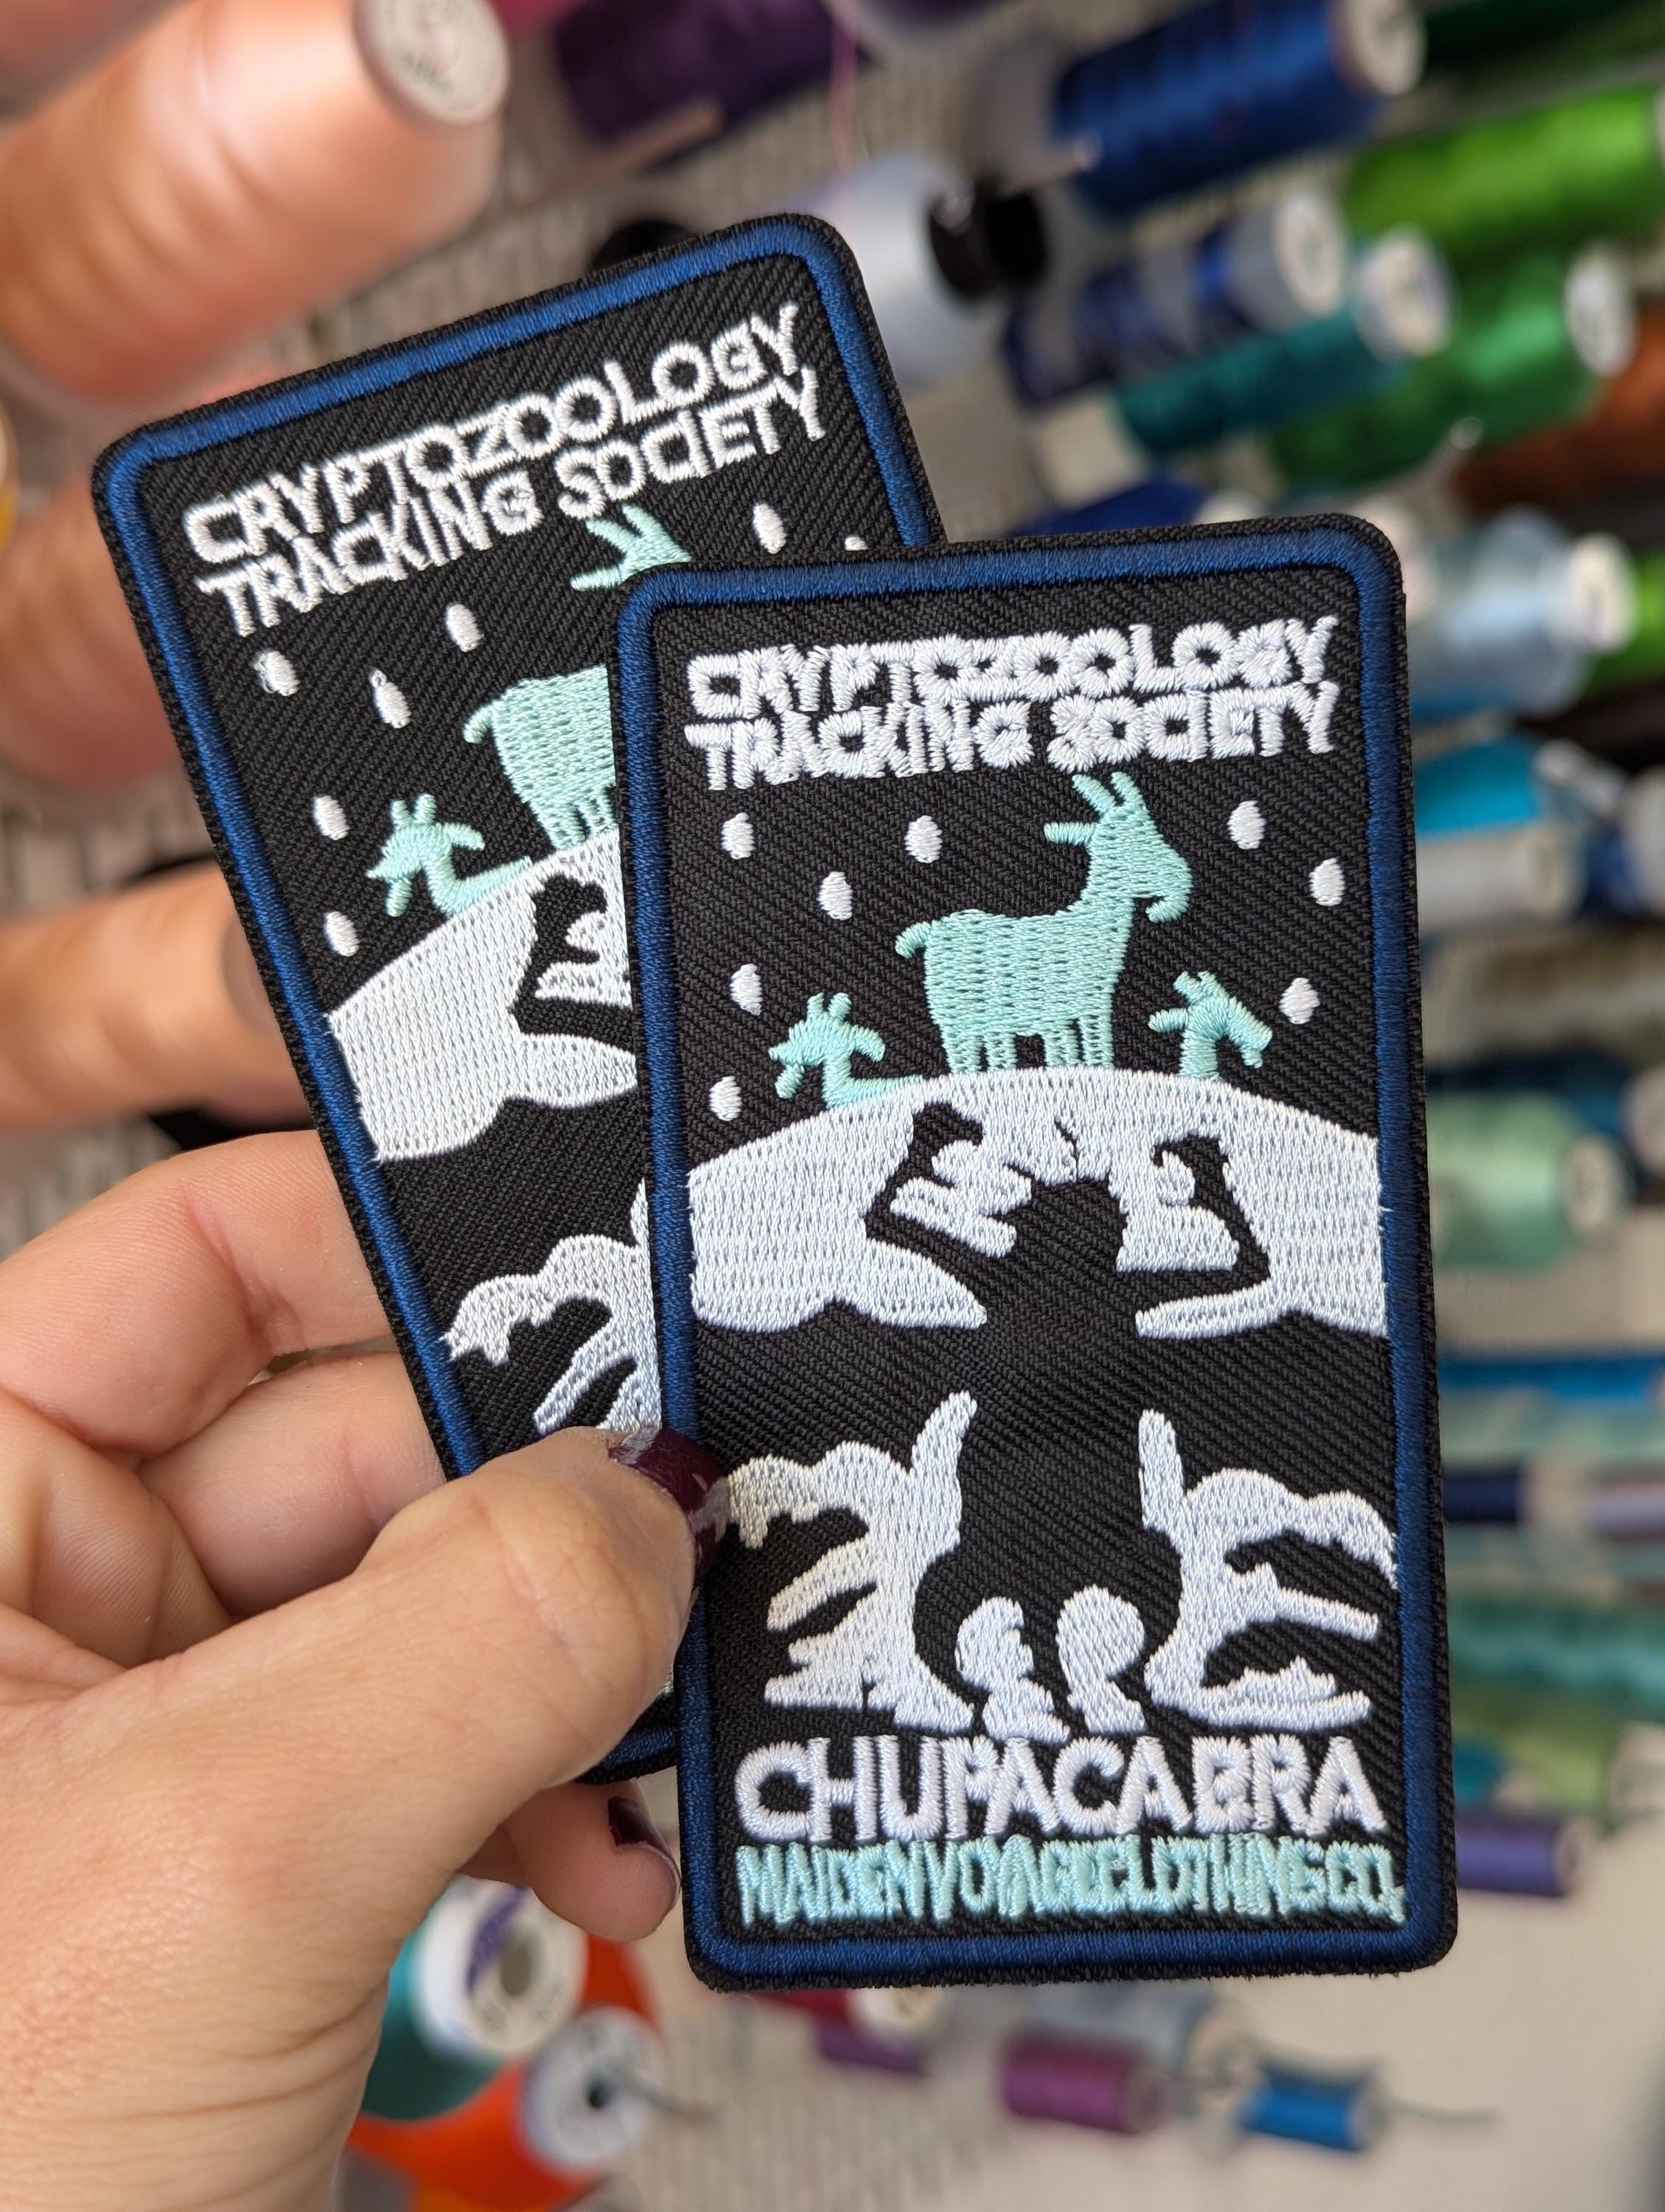 CRYPTOZOOLOGY
TRACKING SOCIETY
CRYPTOZOOLOGY
TRACKING SOCIETY
CHUPACABRA
MAIDEN VOYAGE CLOTHING CO.